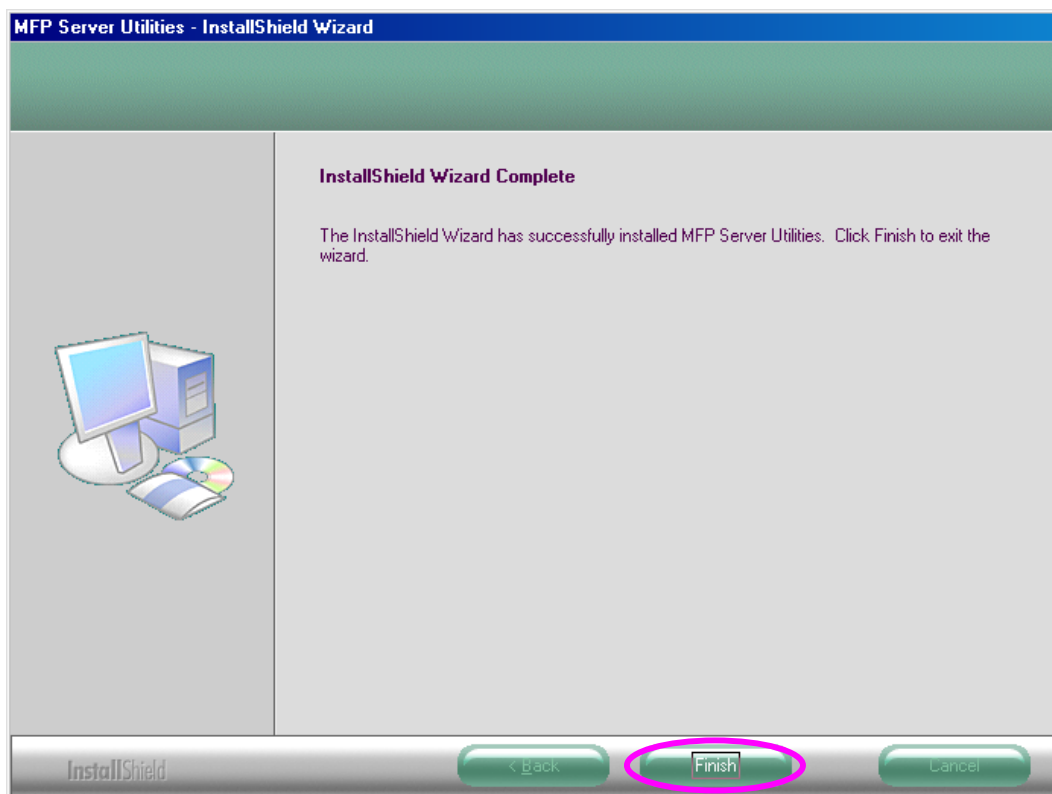 MFP Server Utilities - InstallShield Wizard
InstallShield Wizard Complete
The InstallShield Wizard has successfully installed MFP Server Utilities.  Click Finish to exit the
wizard.
InstallShield
< Back
Finish
Cancel